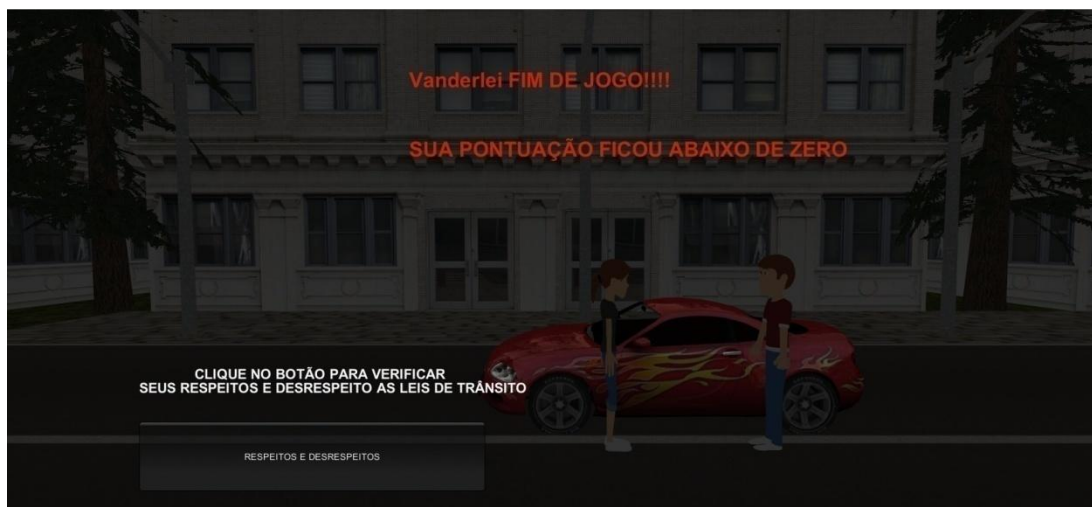 Vanderlei FIM DE JOGO!!!!
SUA PONTUAÇÃO FICOU ABAIXO DE ZERO
CLIQUE NO BOTÃO PARA VERIFICAR
SEUS RESPEITOS E DESRESPEITO AS LEIS DE TRÂNSITO
RESPEITOS E DESRESPEITOS